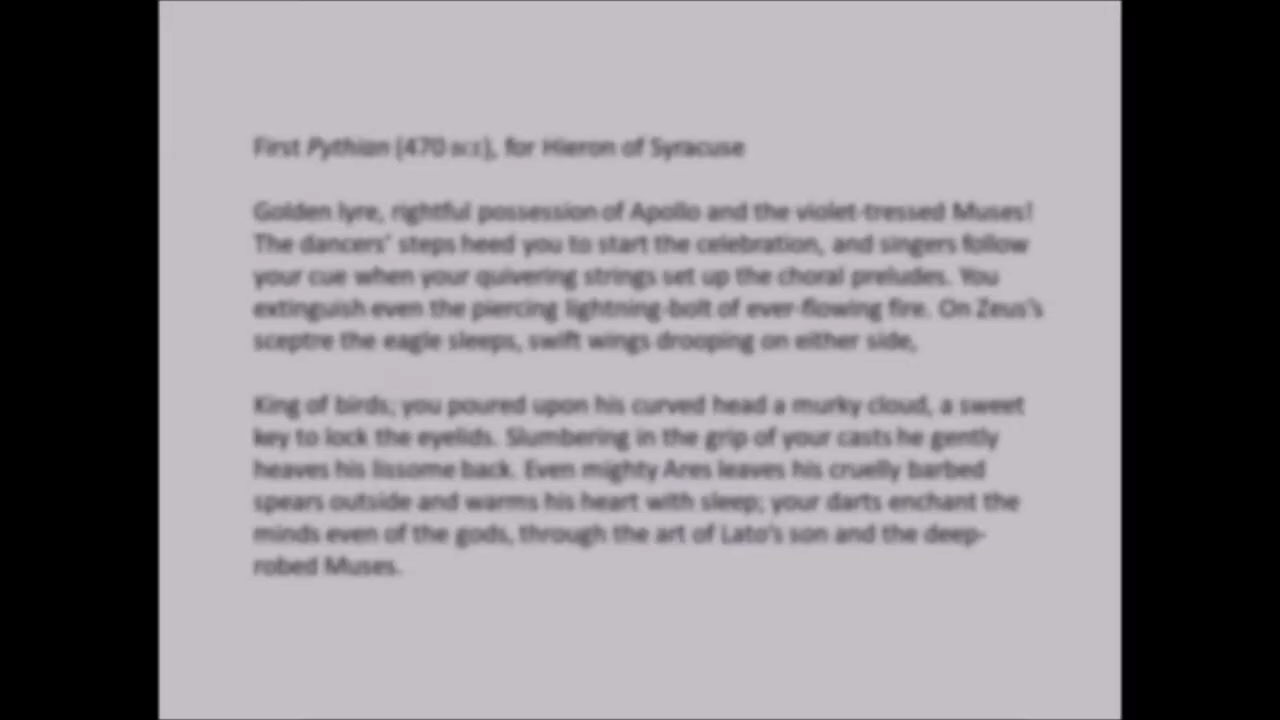 First Pythian (470 BCE), for Hieron of Syracuse
Golden lyre, rightful possession of Apollo and the violet-tressed Muses!
The dancers' steps heed you to start the celebration, and singers follow
your cue when your quivering strings set up the choral preludes. You
extinguish even the piercing lightning-bolt of ever-flowing fire. On Zeus's
sceptre the eagle sleeps, swift wings drooping on either side,
King of birds; you poured upon his curved head a murky cloud, a sweet
key to lock the eyelids. Slumbering in the grip of your casts he gently
heaves his lissome back. Even mighty Ares leaves his cruelly barbed
spears outside and warms his heart with sleep; your darts enchant the
minds even of the gods, through the art of Lato's son and the deep-
robed Muses.